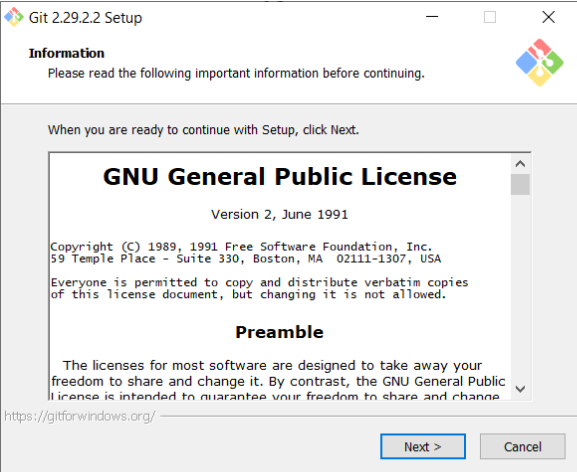 Git 2.29.2.2 Setup
Information
Please read the following important information before continuing.
When you are ready to continue with Setup, click Next.
GNU General Public License
Version 2, June 1991
Copyright (C) 1989, 1991 Free Software Foundation, Inc.
59 Temple Place - Suite 330, Boston, MA  02111-1307, USA
Everyone is permitted to copy and distribute verbatim copies
of this license document, but changing it is not allowed.
Preamble
The licenses for most software are designed to take away your
freedom to share and change it. By contrast, the GNU General Public
License is intended to guarantee your freedom to share and change
https://gitforwindows.org/
Next >
Cancel